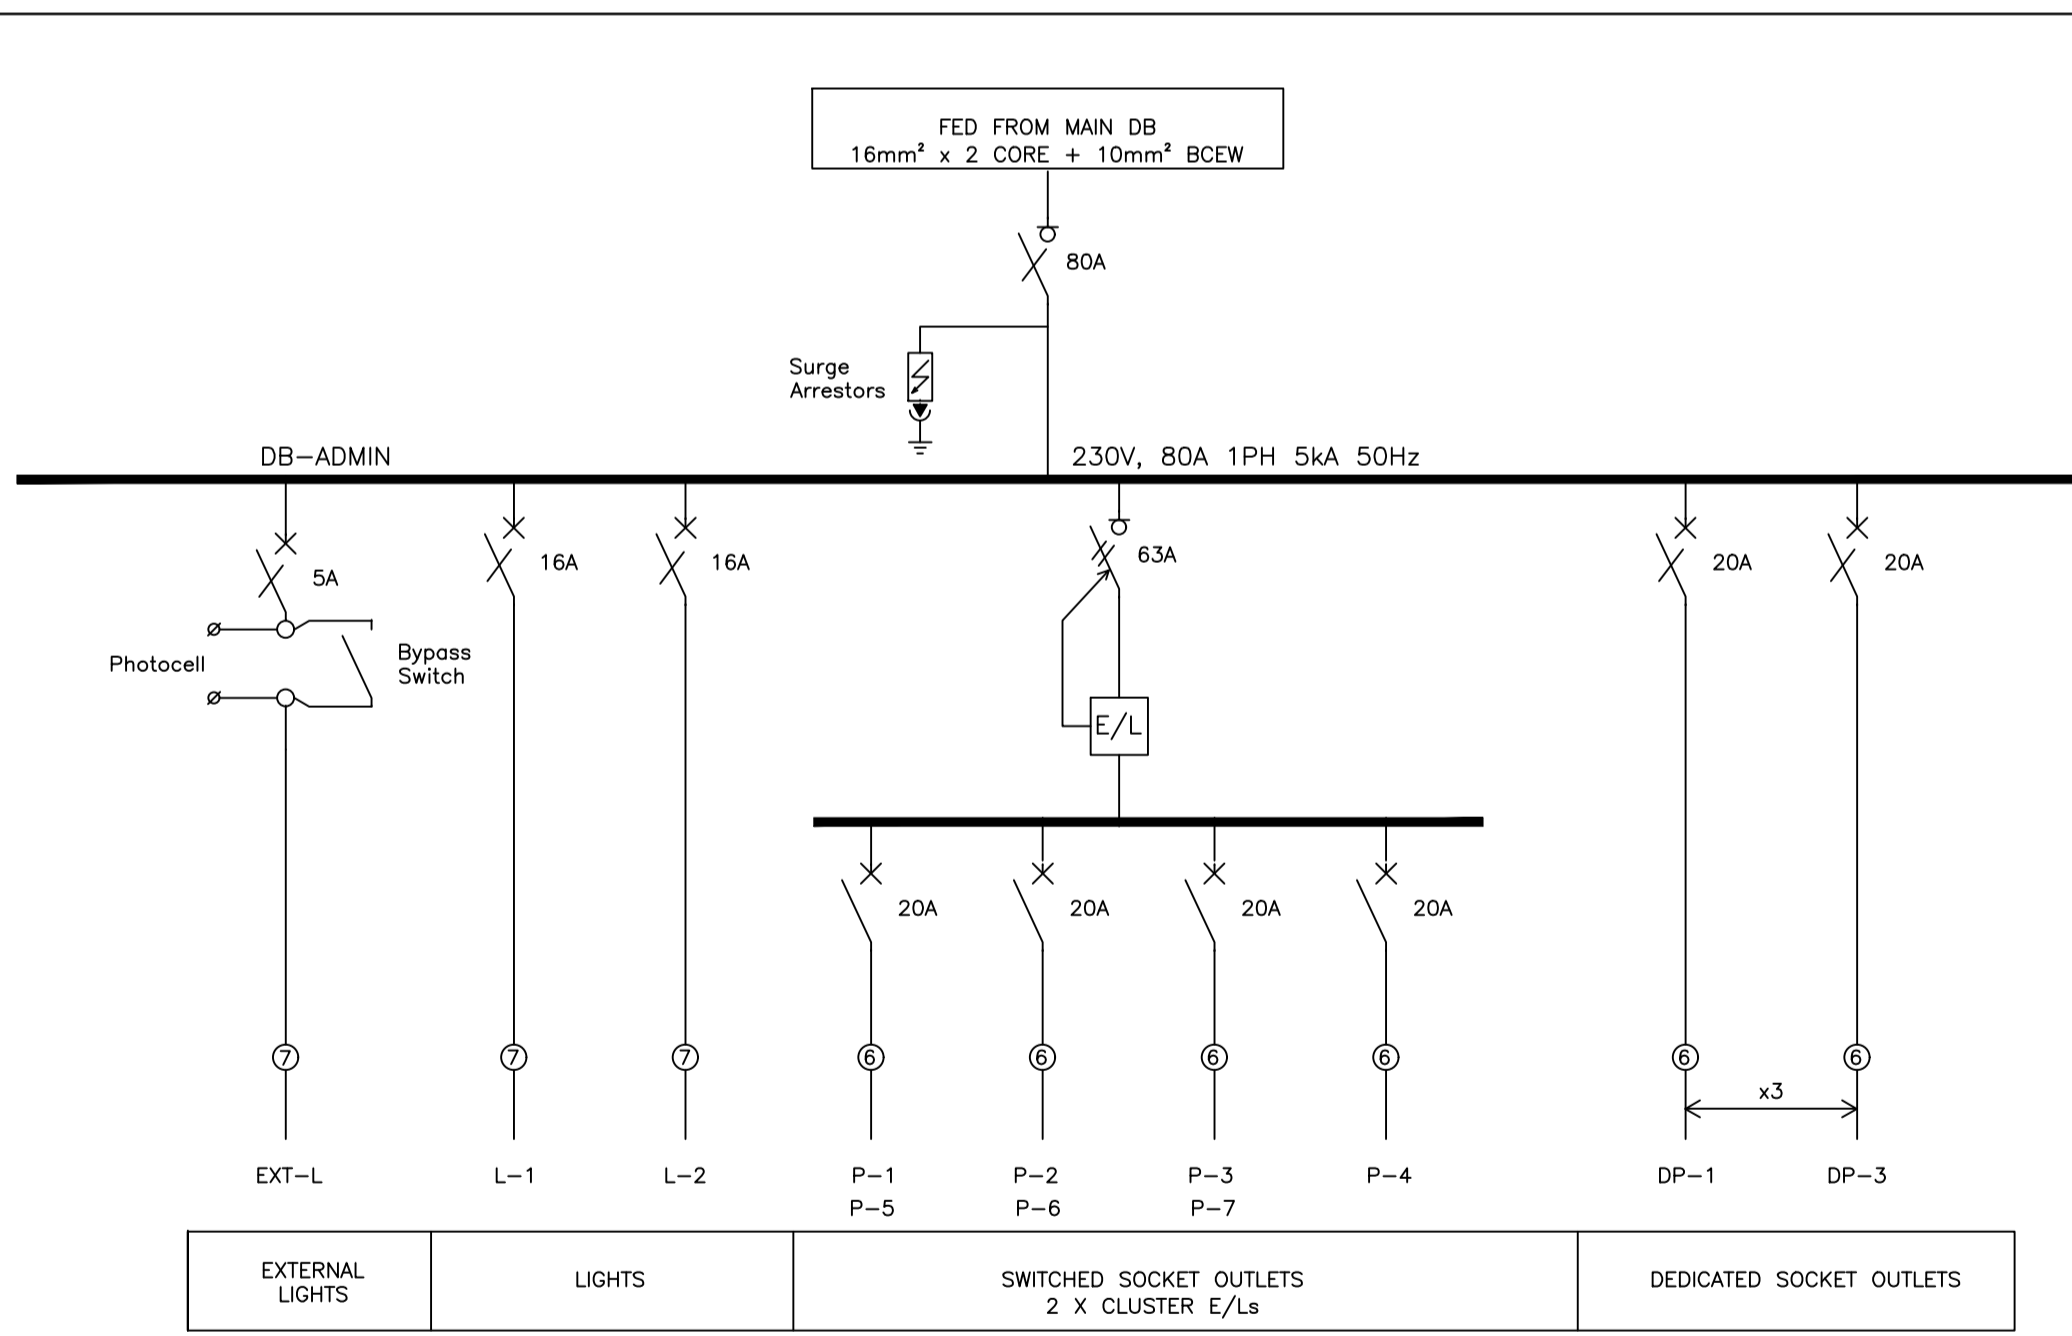 FED FROM MAIN DB
16mm² x 2 CORE + 10mm² BCEW
80A
Surge
Arrestors
DB-ADMIN
230V, 80A 1PH 5kA 50Hz
5A
16A
16A
63A
20A
20A
Photocell
Bypass
Switch
E/L
20A
20A
20A
20A
7
7
7
6
6
6
6
6
6
x3
EXT-L
L-1
L-2
P-1
P-2
P-3
P-4
DP-1
DP-3
P-5
P-6
P-7
EXTERNAL
LIGHTS
LIGHTS
SWITCHED SOCKET OUTLETS
2 X CLUSTER E/Ls
DEDICATED SOCKET OUTLETS